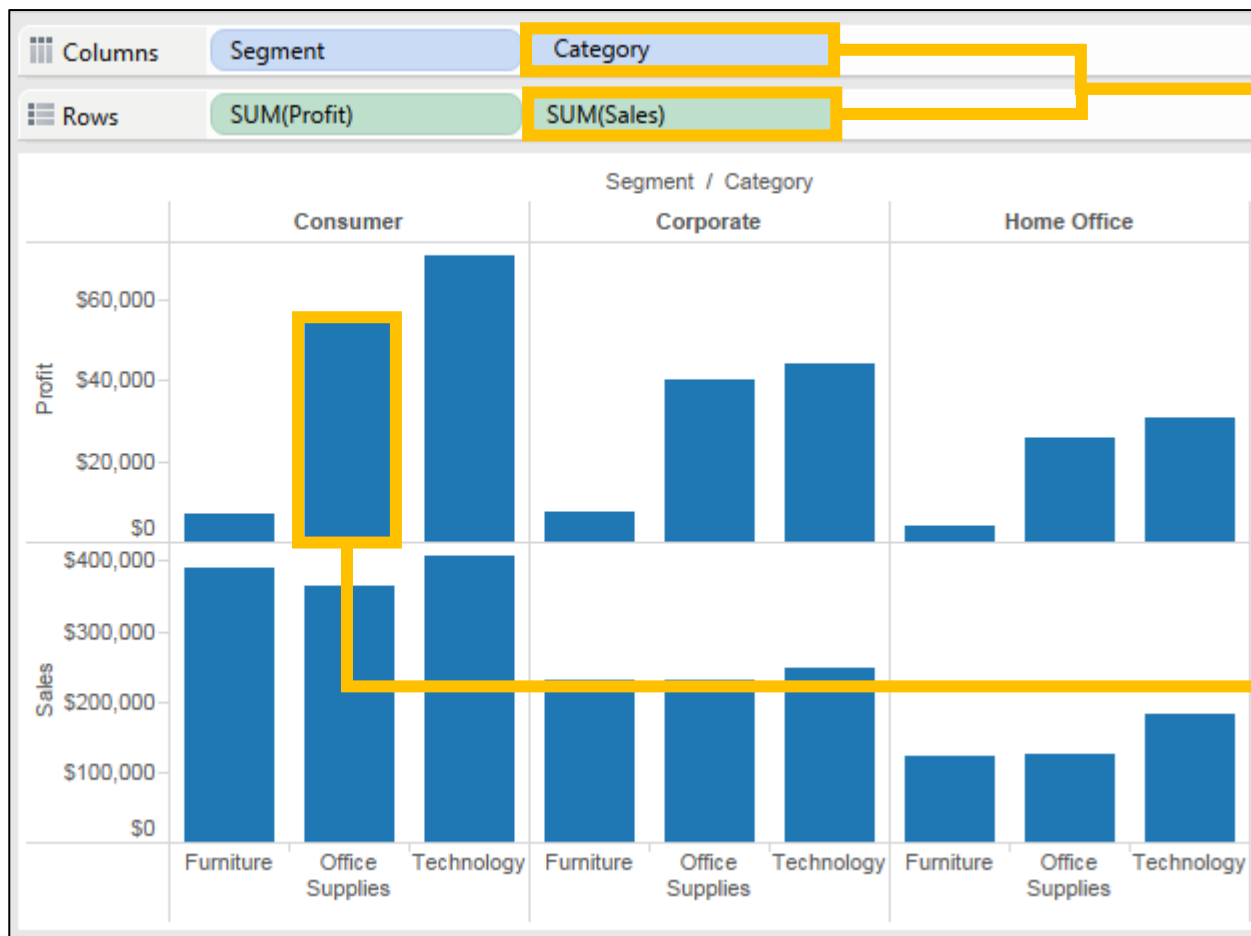 Columns Segment Category
Rows SUM(Profit) SUM(Sales)
Segment / Category
Consumer Corporate Home Office
Profit
$60,000
$40,000
$20,000
$0
Sales
$400,000
$300,000
$200,000
$100,000
$0
Furniture Office Technology Furniture Office Technology Furniture Office Technology
Supplies Supplies Supplies